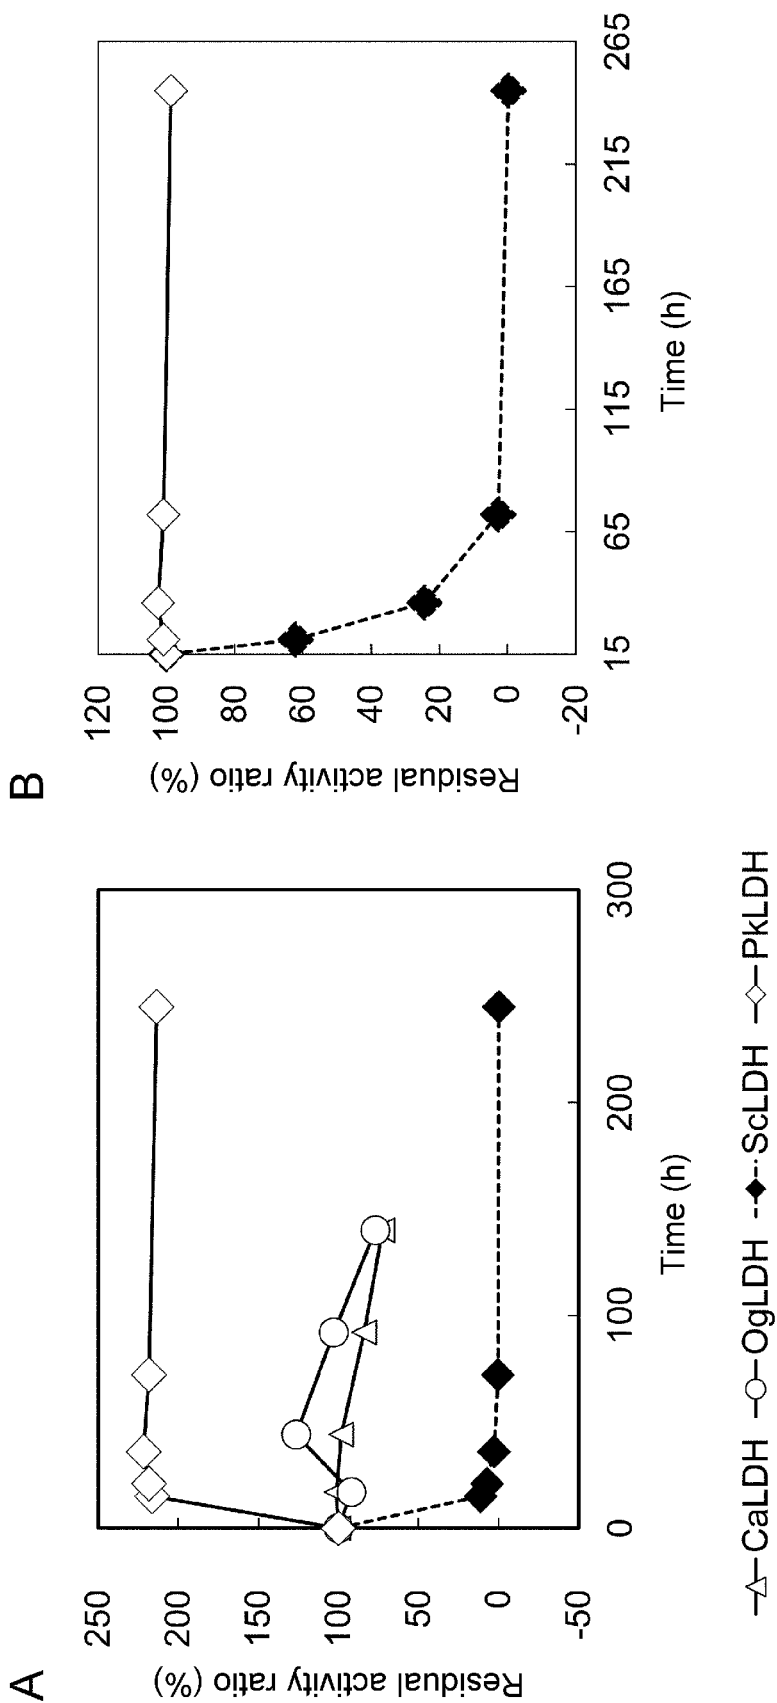 A
Residual activity ratio (%)
250
200
150
100
50
0
-50
0 100 200 300
Time (h)
B
Residual activity ratio (%)
120
100
80
60
40
20
0
-20
15 65 115 165 215 265
Time (h)
CaLDH OgLDH ScLDH PkLDH